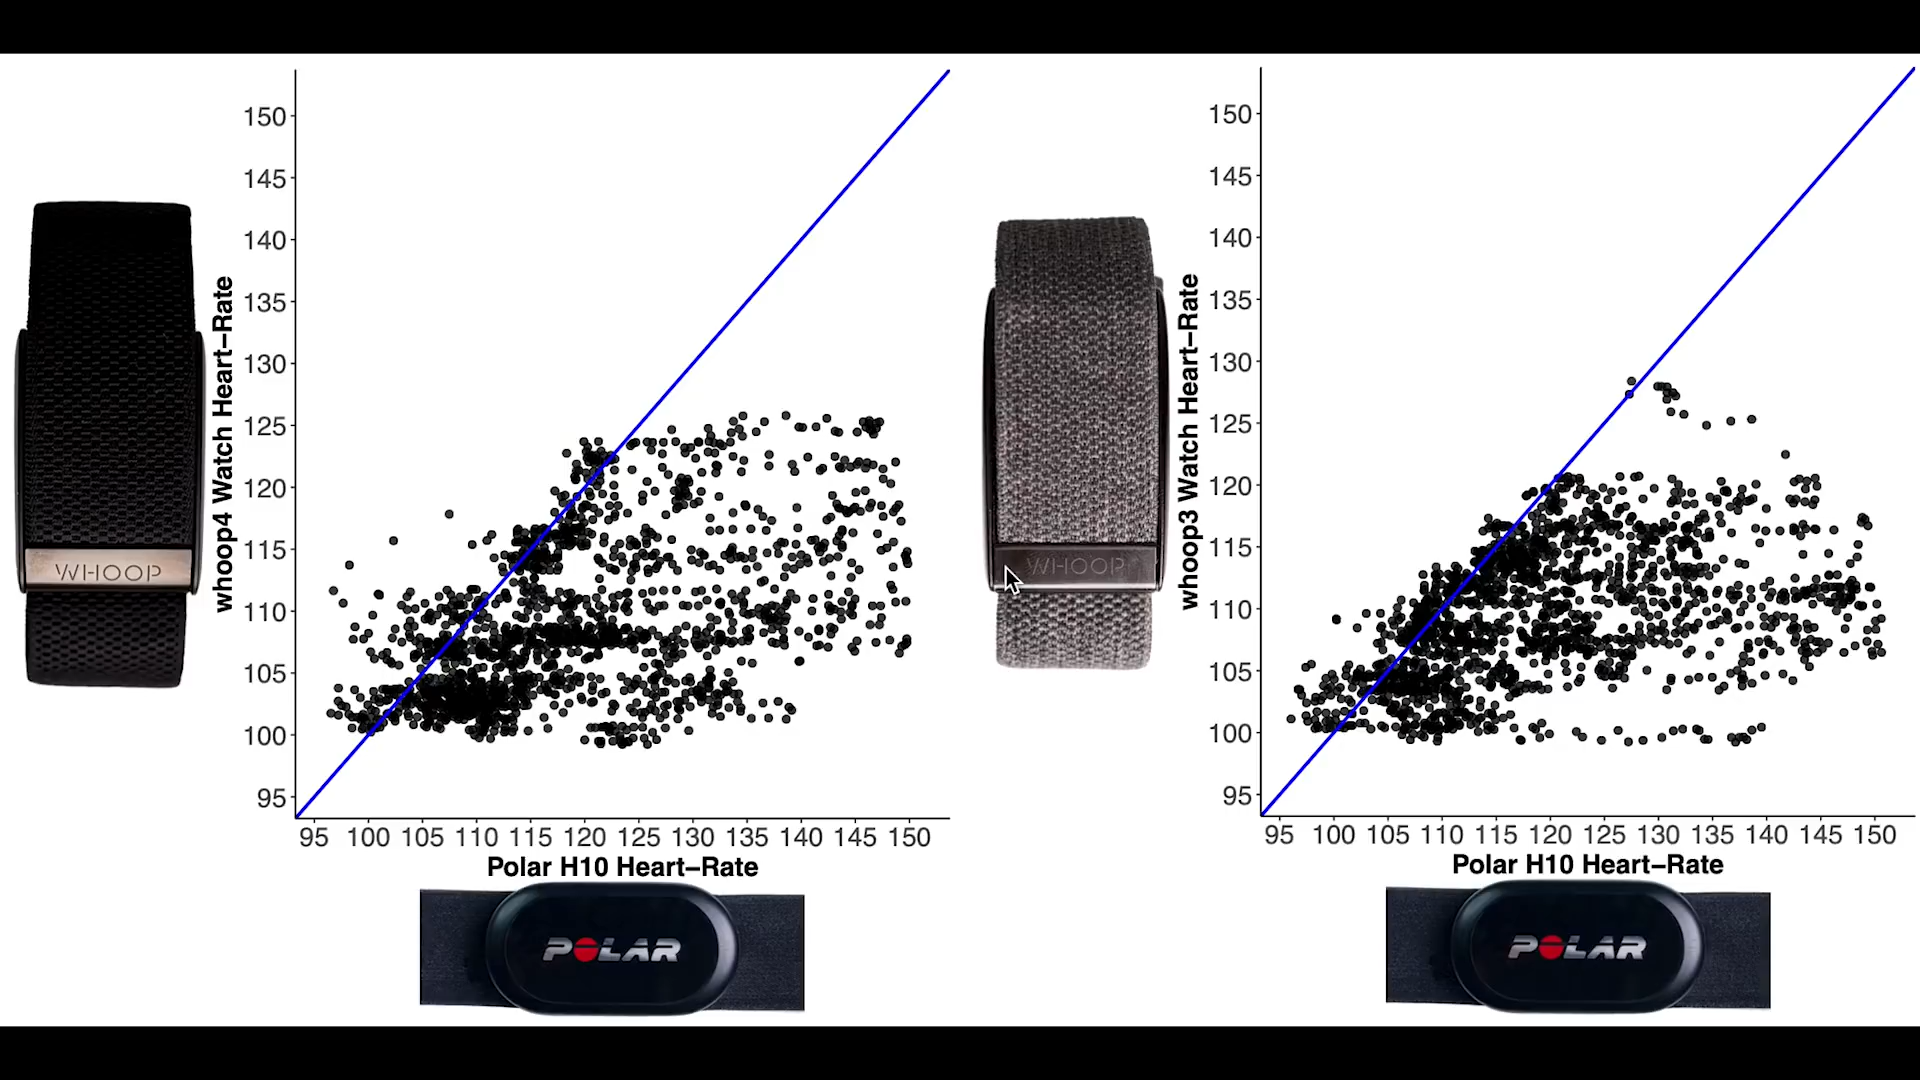 150
145
140
135
130
125
120
115
110
105
100
95
whoop4 Watch Heart-Rate
95 100 105 110 115 120 125 130 135 140 145 150
Polar H10 Heart-Rate
WHOOP
POLAR
150
145
140
135
130
125
120
115
110
105
100
95
whoop3 Watch Heart-Rate
95 100 105 110 115 120 125 130 135 140 145 150
Polar H10 Heart-Rate
WHOOP
POLAR